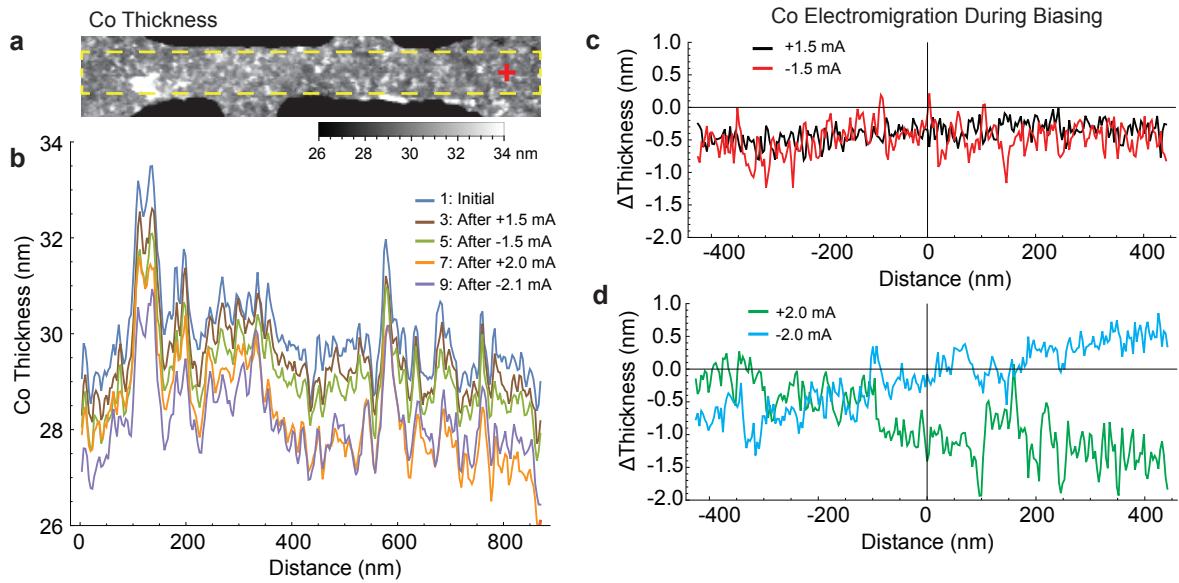 Co Thickness
a
26 28 30 32 34 nm
b
34
32
30
28
26
Co Thickness (nm)
1: Initial
3: After +1.5 mA
5: After -1.5 mA
7: After +2.0 mA
9: After -2.1 mA
0 200 400 600 800
Distance (nm)
Co Electromigration During Biasing
c
+1.5 mA
-1.5 mA
1.0
0.5
0.0
-0.5
-1.0
-1.5
2.0
ΔThickness (nm)
-400 -200 0 200 400
Distance (nm)
d
+2.0 mA
-2.0 mA
1.0
0.5
0.0
-0.5
-1.0
-1.5
2.0
ΔThickness (nm)
-400 -200 0 200 400
Distance (nm)